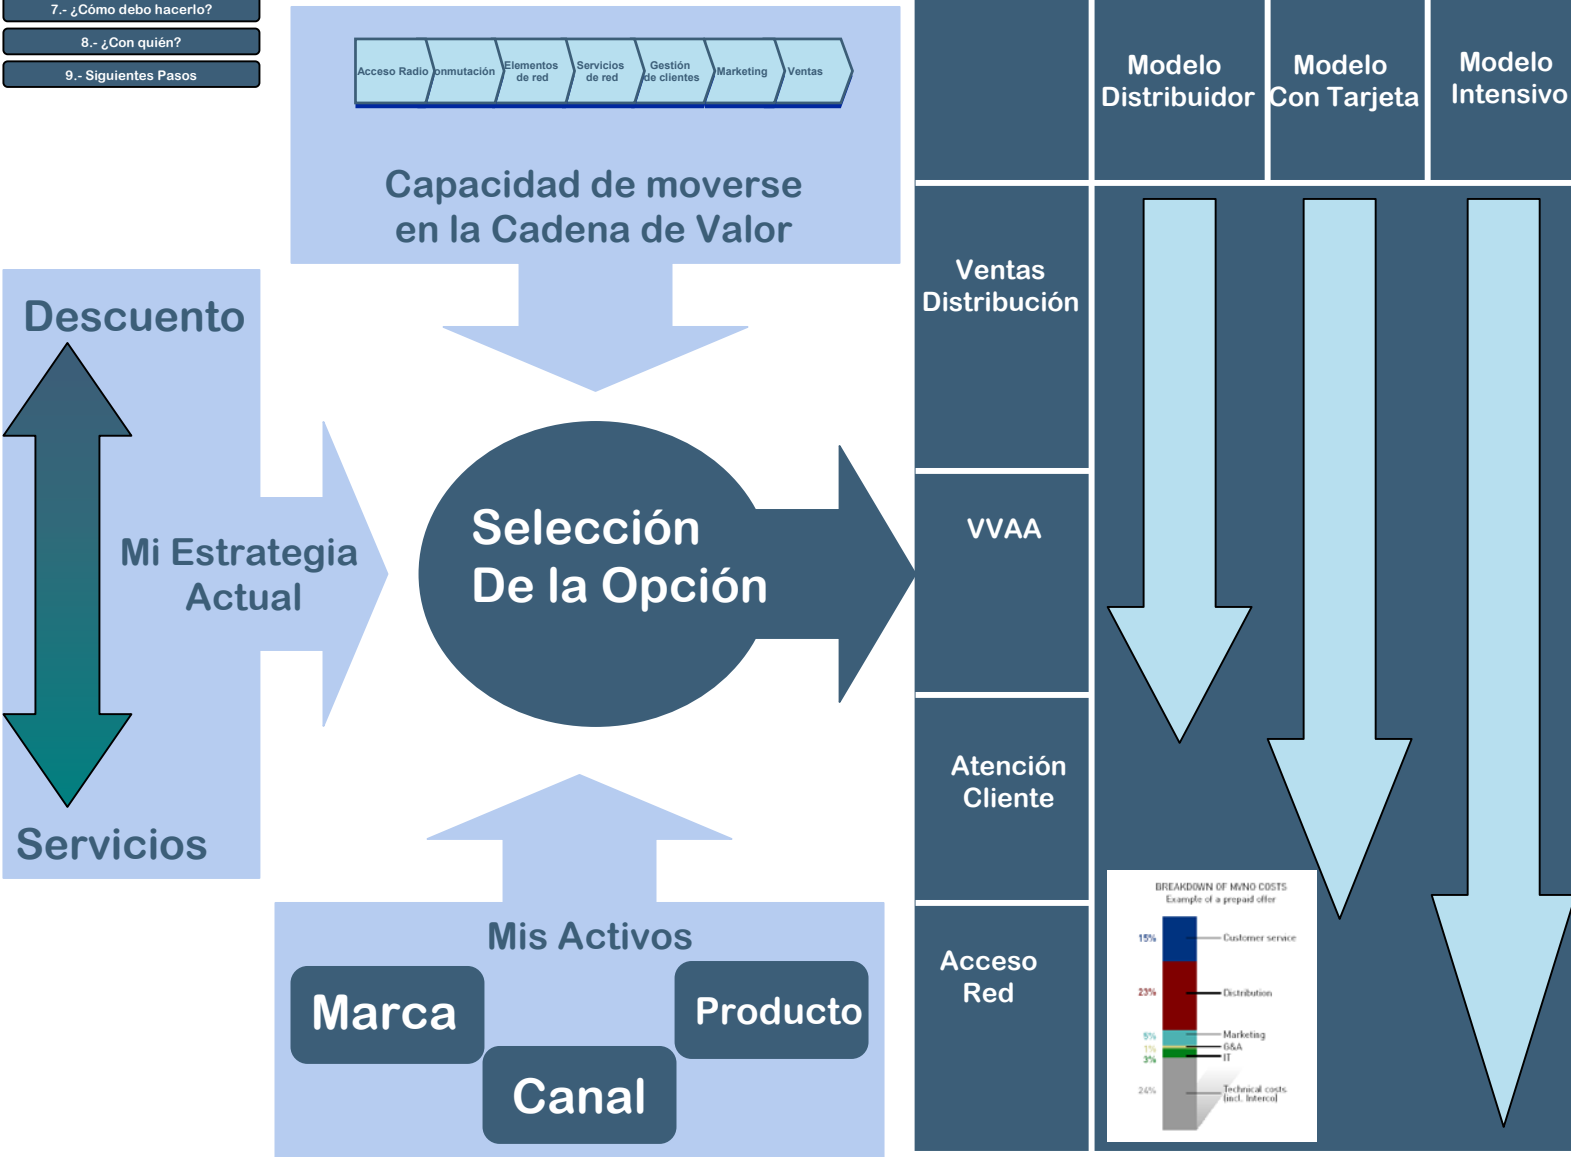 7.- ¿Cómo debo hacerlo?
8.- ¿Con quién?
9.- Siguientes Pasos
Acceso Radio
onmutación
Elementos
de red
Servicios
de red
Gestión
de clientes
Marketing
Ventas
Capacidad de moverse
en la Cadena de Valor
Descuento
Mi Estrategia
Actual
Servicios
Selección
De la Opción
Mis Activos
Marca
Canal
Producto
Modelo
Distribuidor
Modelo
Con Tarjeta
Modelo
Intensivo
Ventas
Distribución
VVAA
Atención
Cliente
Acceso
Red
BREAKDOWN OF MVNO COSTS
Example of a prepaid offer
15% Customer service
23% Distribution
5% Marketing
1% G&A
3% IT
24% Technical costs
(incl. Interco)